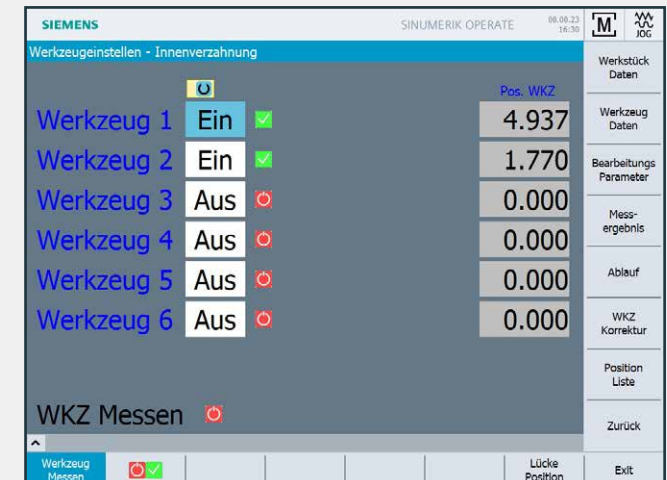 SIEMENS
SINUMERIK OPERATE
08.08.23
16:30
M
JOG
Werkzeugeinstellen - Innenverzahnung
Pos. WKZ
Werkzeug 1 Ein 4.937
Werkzeug 2 Ein 1.770
Werkzeug 3 Aus 0.000
Werkzeug 4 Aus 0.000
Werkzeug 5 Aus 0.000
Werkzeug 6 Aus 0.000
WKZ Messen
Werkstück
Daten
Werkzeug
Daten
Bearbeitungs
Parameter
Mess-
ergebnis
Ablauf
WKZ
Korrektur
Position
Liste
Zurück
Werkzeug
Messen
Lücke
Position
Exit